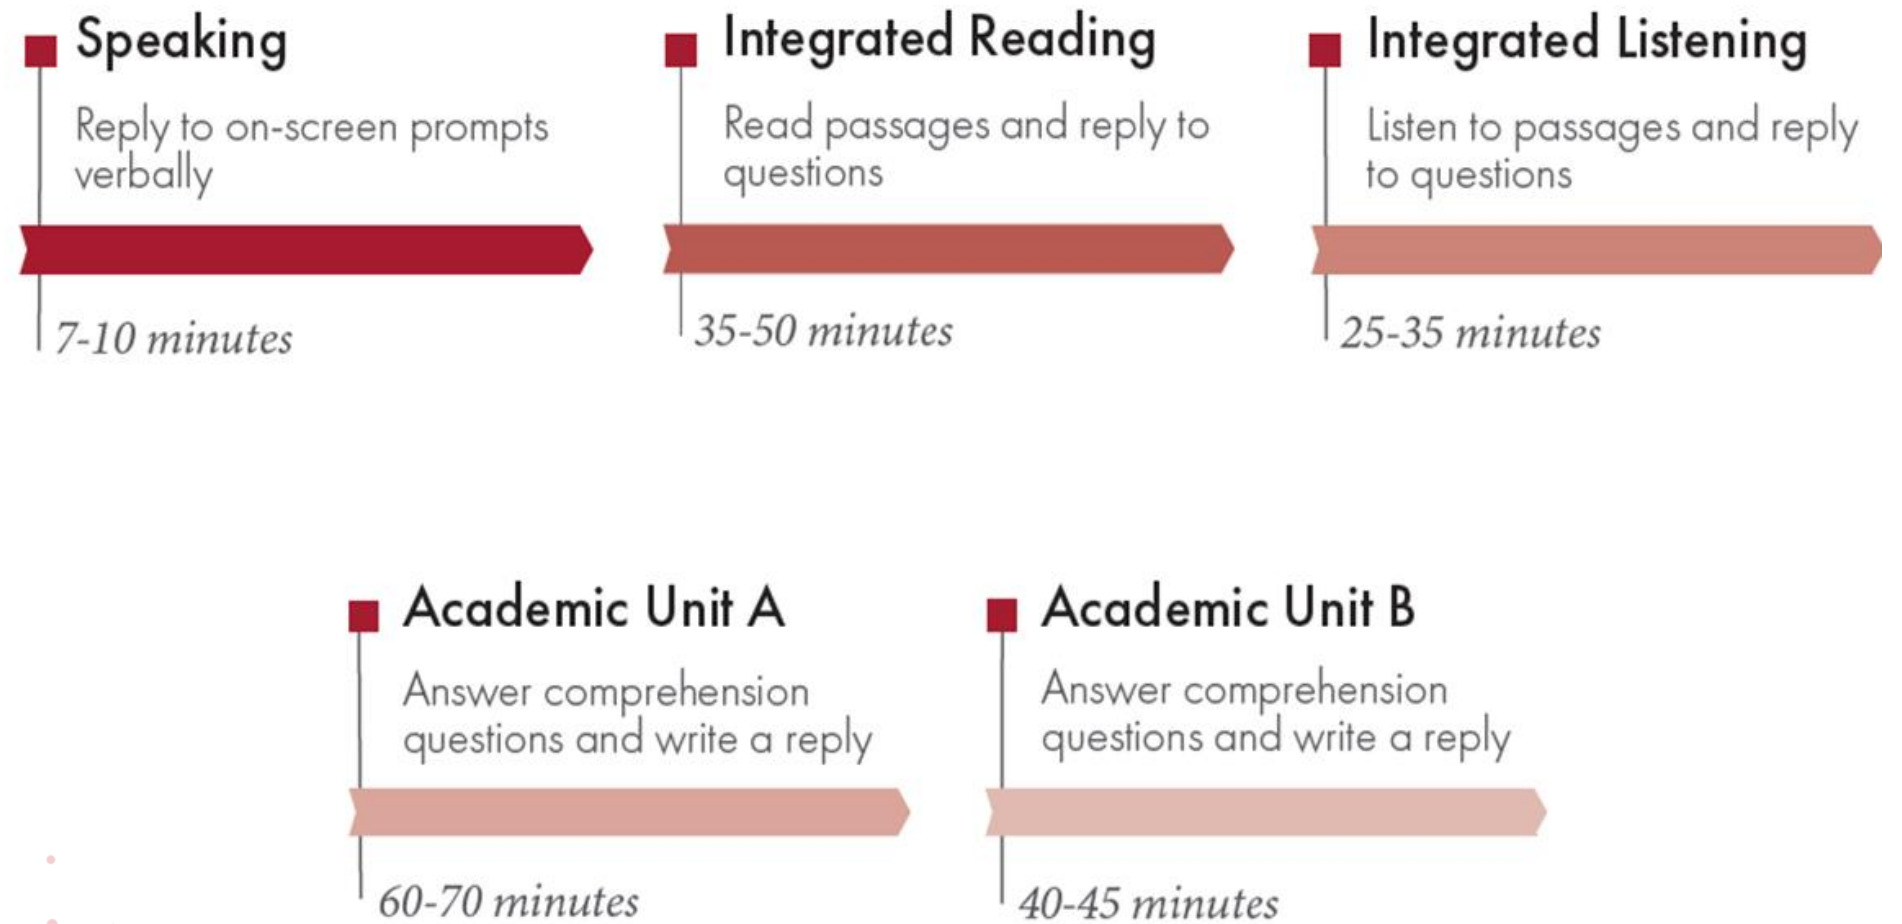 Speaking
Reply to on-screen prompts
verbally
7-10 minutes
Integrated Reading
Read passages and reply to
questions
35-50 minutes
Integrated Listening
Listen to passages and reply
to questions
25-35 minutes
Academic Unit A
Answer comprehension
questions and write a reply
60-70 minutes
Academic Unit B
Answer comprehension
questions and write a reply
40-45 minutes